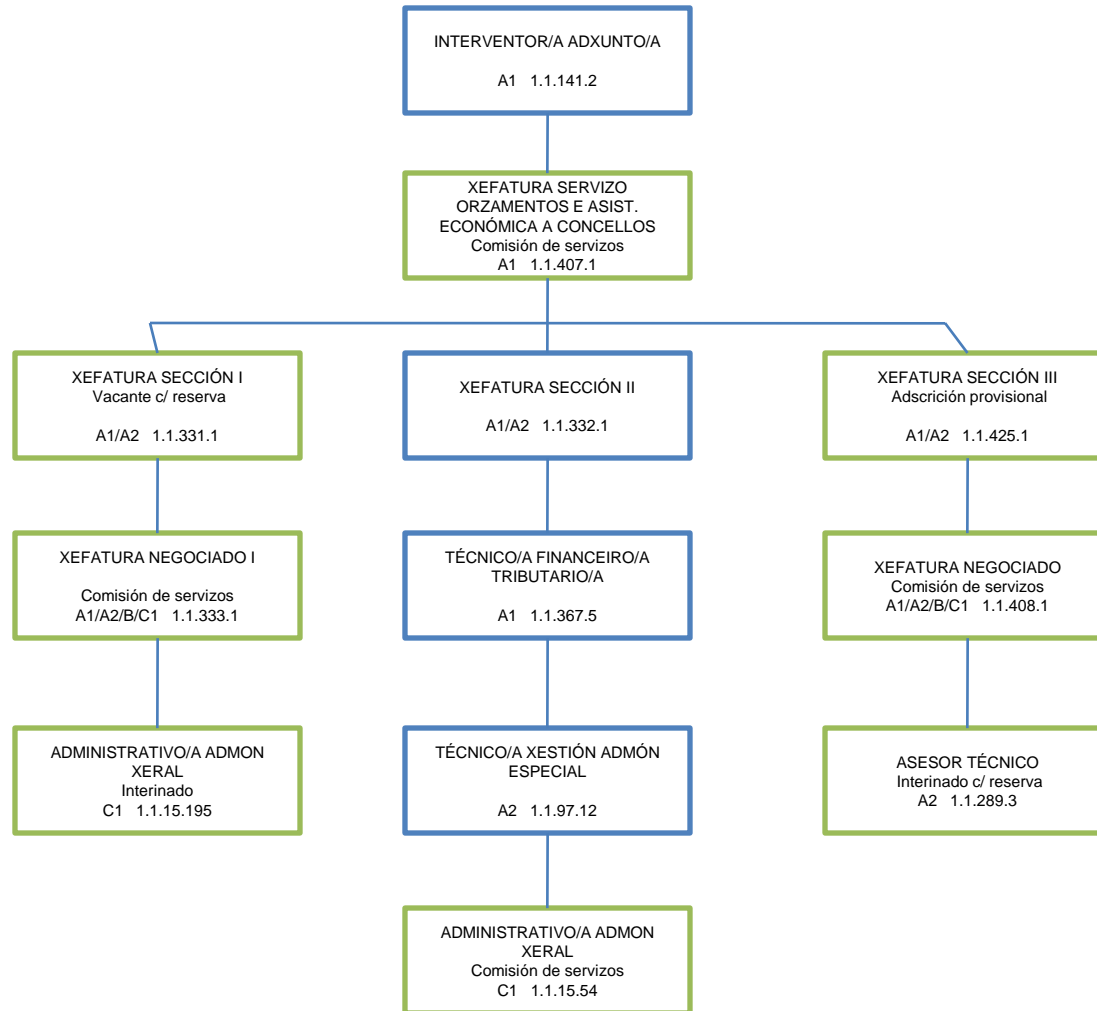 INTERVENTOR/A ADXUNTO/A
A1 1.1.141.2
XEFATURA SERVIZO
ORZAMENTOS E ASIST.
ECONÓMICA A CONCELLOS
Comisión de servizos
A1 1.1.407.1
XEFATURA SECCIÓN I
Vacante c/ reserva
A1/A2 1.1.331.1
XEFATURA SECCIÓN II
A1/A2 1.1.332.1
XEFATURA SECCIÓN III
Adscrición provisional
A1/A2 1.1.425.1
XEFATURA NEGOCIADO I
Comisión de servizos
A1/A2/B/C1 1.1.333.1
TÉCNICO/A FINANCEIRO/A
TRIBUTARIO/A
A1 1.1.367.5
XEFATURA NEGOCIADO
Comisión de servizos
A1/A2/B/C1 1.1.408.1
ADMINISTRATIVO/A ADMON
XERAL
Interinado
C1 1.1.15.195
TÉCNICO/A XESTIÓN ADMÓN
ESPECIAL
A2 1.1.97.12
ASESOR TÉCNICO
Interinado c/ reserva
A2 1.1.289.3
ADMINISTRATIVO/A ADMON
XERAL
Comisión de servizos
C1 1.1.15.54